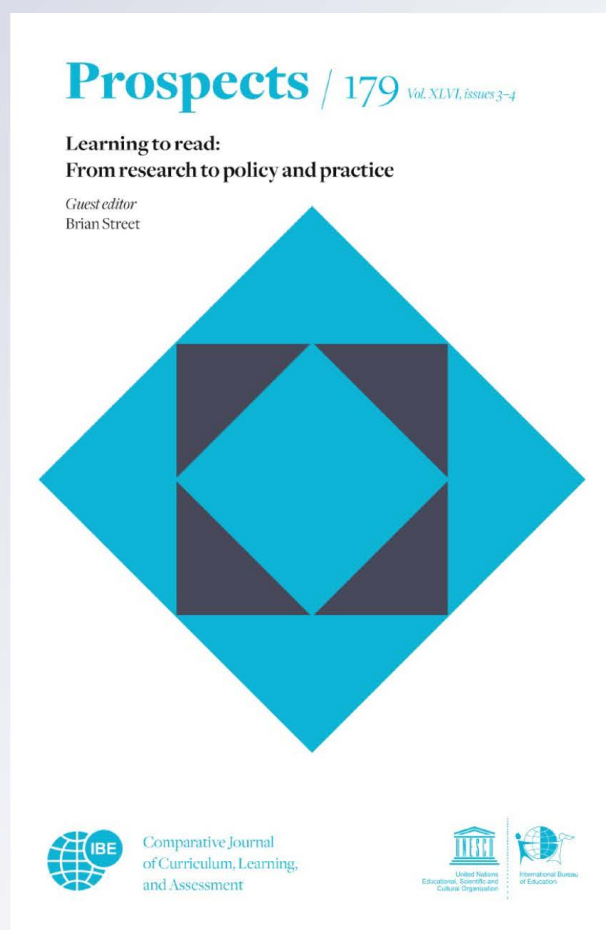 Prospects / 179 Vol. XLVI, issues 3–4
Learning to read:
From research to policy and practice
Guest editor
Brian Street
IBE
Comparative Journal
of Curriculum, Learning,
and Assessment
UNESCO
United Nations
Educational, Scientific and
Cultural Organization
International Bureau
of Education